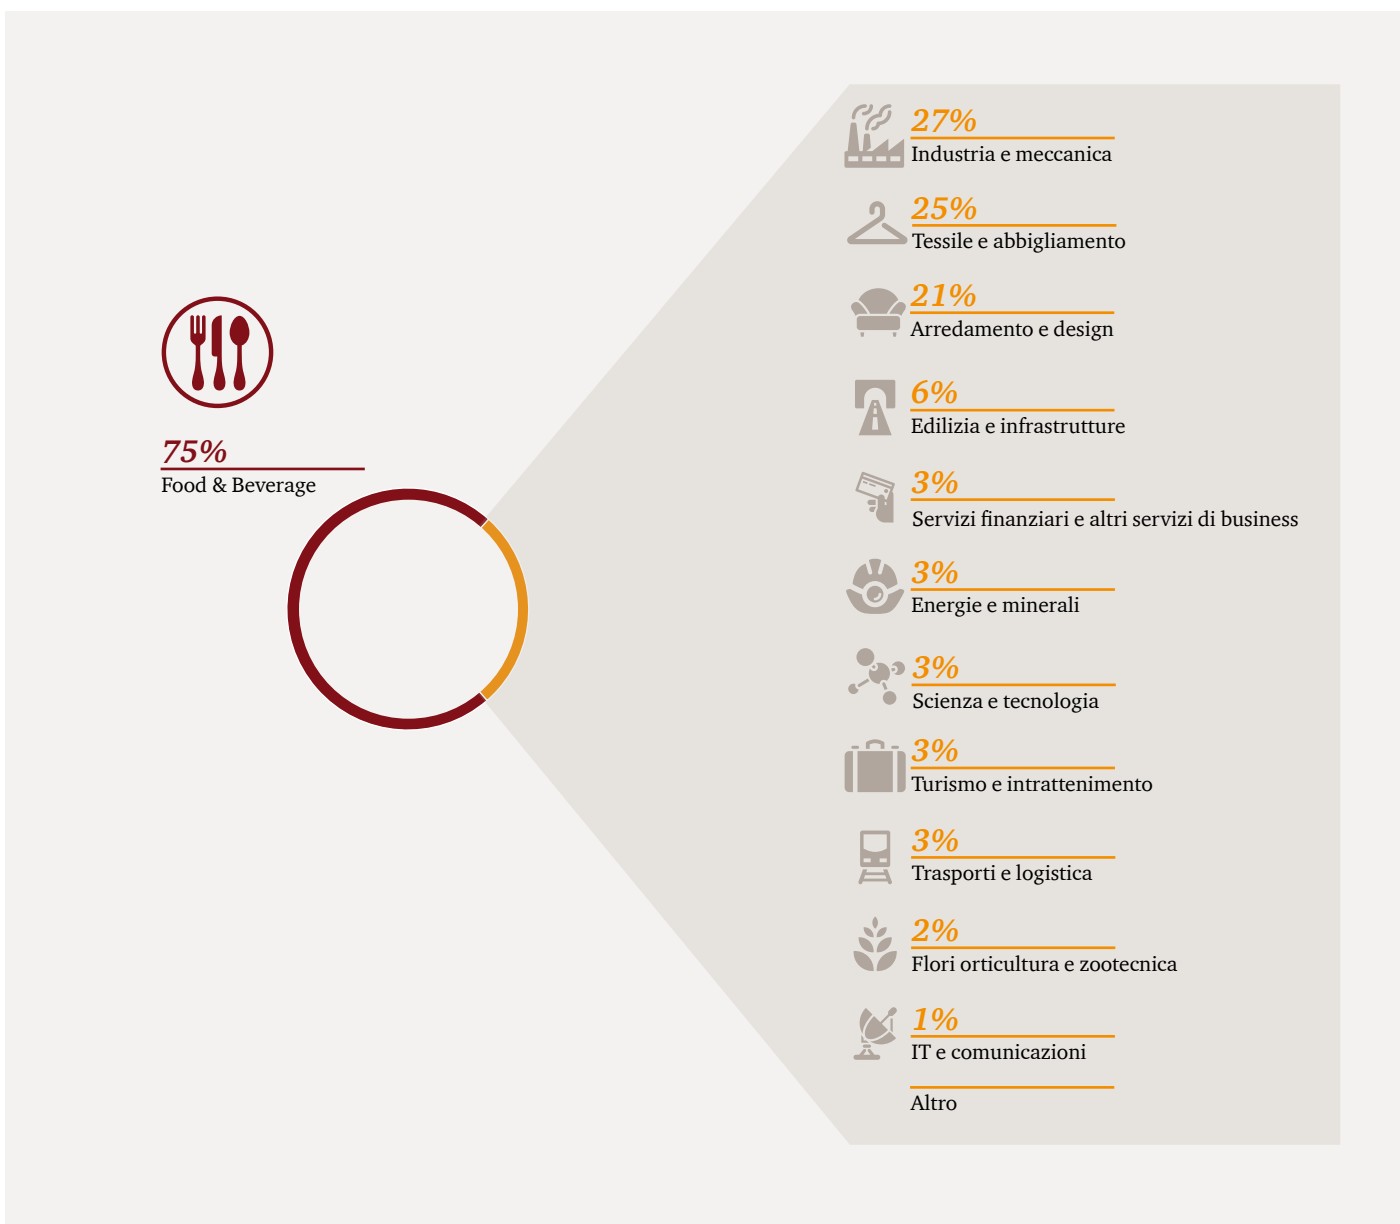 75%
Food & Beverage
27%
Industria e meccanica
25%
Tessile e abbigliamento
21%
Arredamento e design
6%
Edilizia e infrastrutture
3%
Servizi finanziari e altri servizi di business
3%
Energie e minerali
3%
Scienza e tecnologia
3%
Turismo e intrattenimento
3%
Trasporti e logistica
2%
Flori orticultura e zootecnica
1%
IT e comunicazioni
Altro